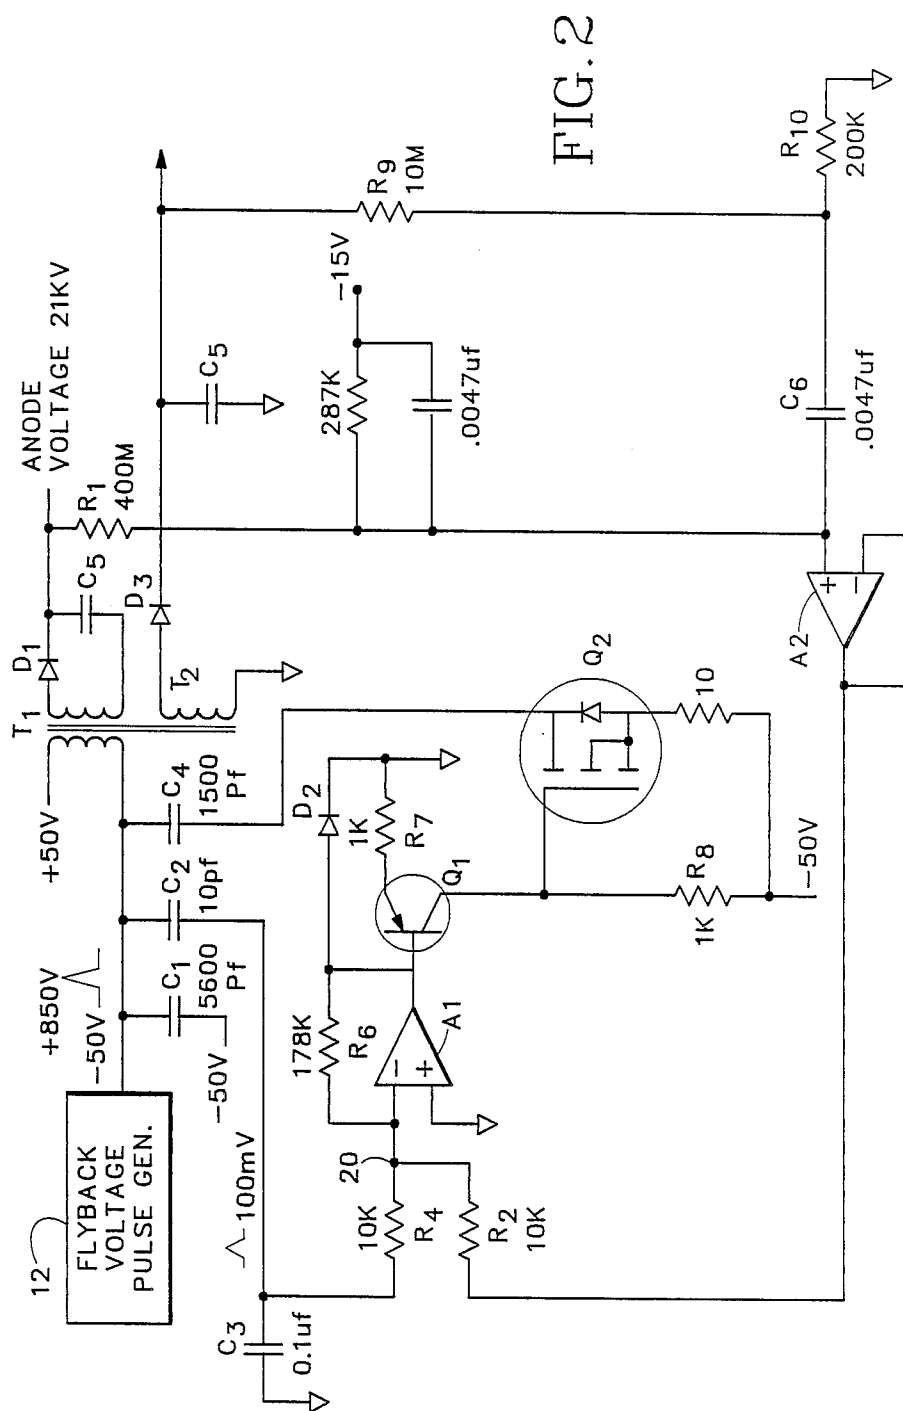 FIG.2
ANODE
VOLTAGE 21KV
+50V
T1
D1
C5
R1
400M
T2
D3
C5
287K
.0047uf
−15V
R9
10M
R10
200K
C6
.0047uf
12
FLYBACK
VOLTAGE
PULSE GEN.
+850V
−50V
C1
5600
Pf
−50V
C2
10pf
C4
1500
Pf
100mV
C3
0.1uf
D2
1K
R7
178K
R6
Q1
Q2
A1
−
+
20
10K
R4
R2
10K
1K
R8
10
−50V
A2
+
−